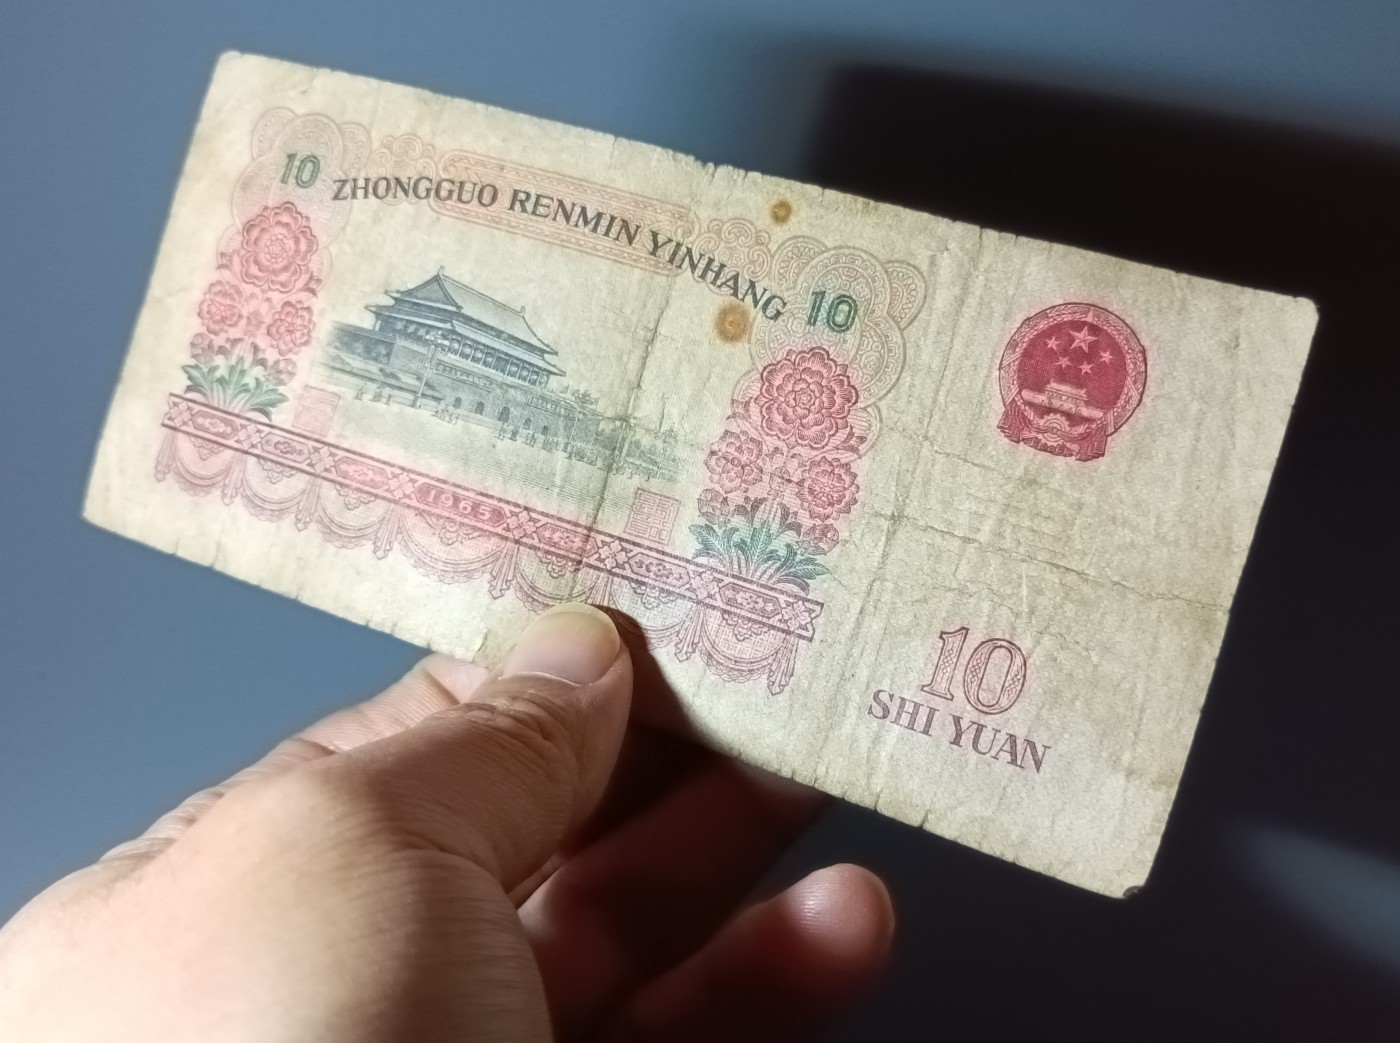 10 ZHONGGUO RENMIN YINHANG 10
1965
10
SHI YUAN